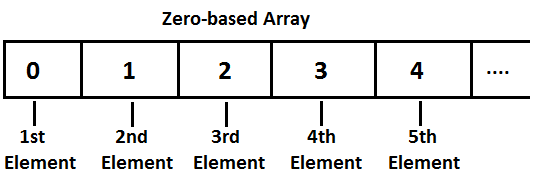 Zero-based Array
0 1 2 3 4 ....
1st 2nd 3rd 4th 5th
Element Element Element Element Element